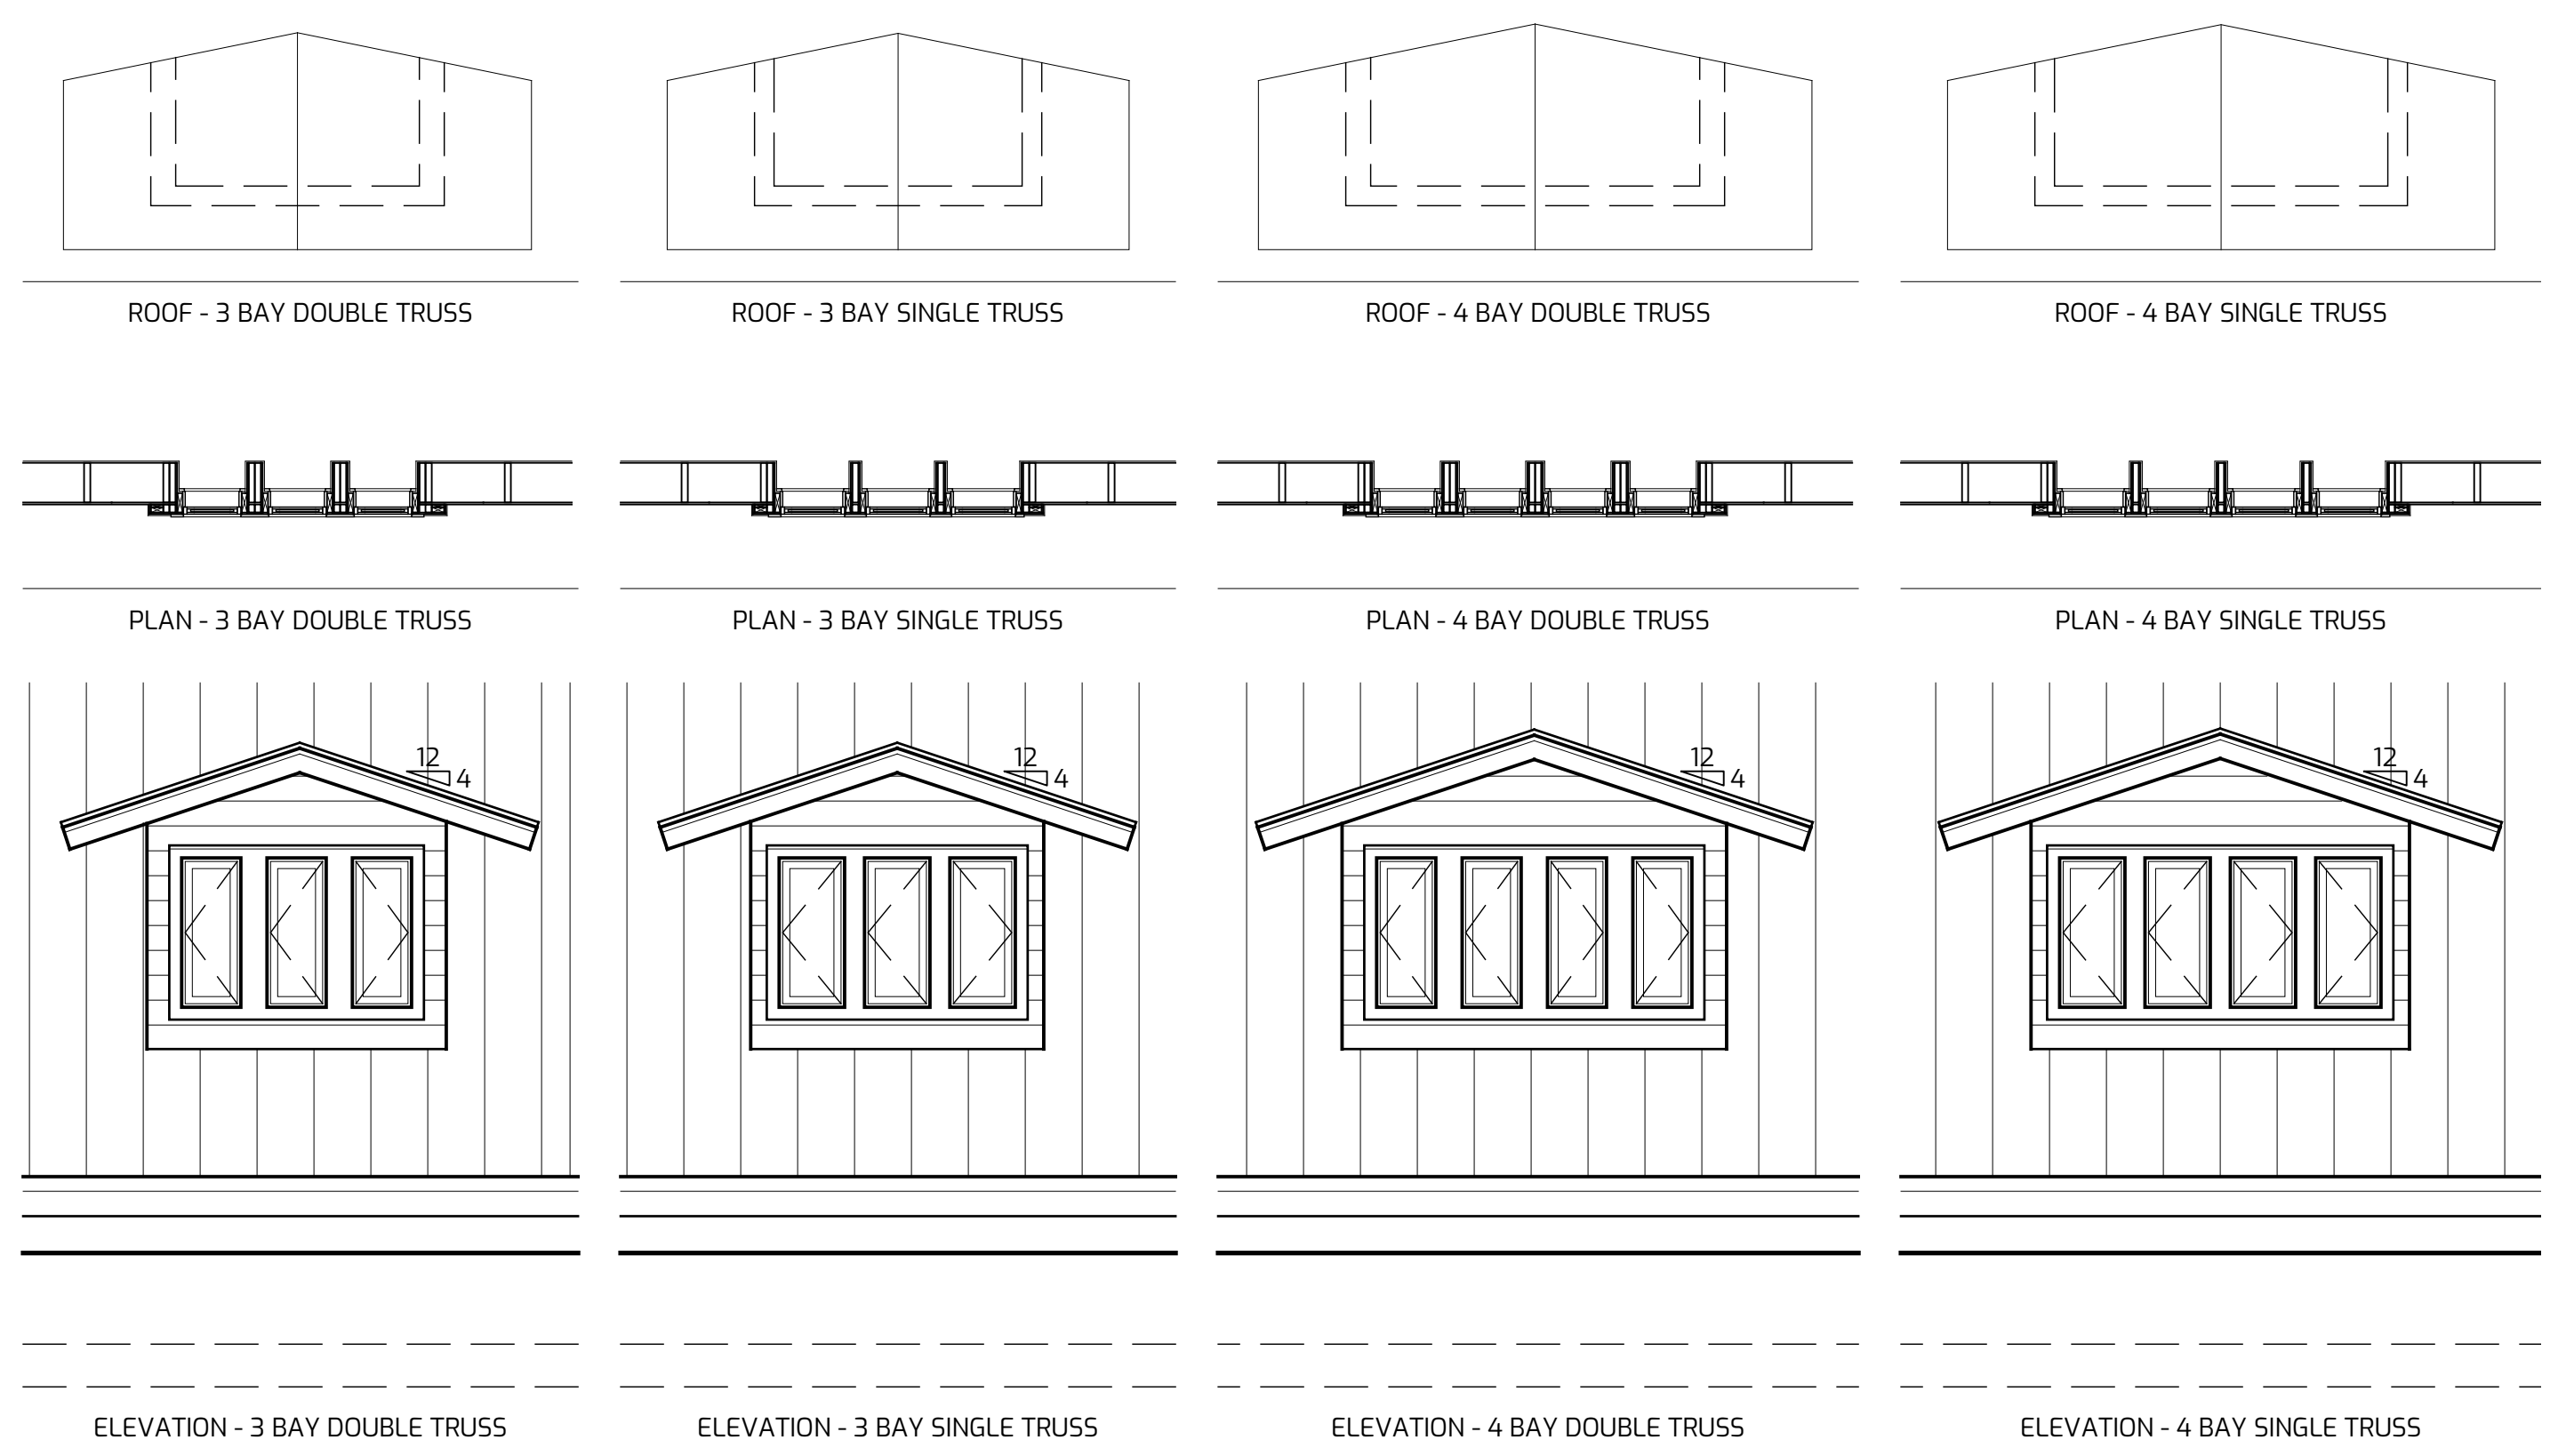 ROOF - 3 BAY DOUBLE TRUSS
ROOF - 3 BAY SINGLE TRUSS
ROOF - 4 BAY DOUBLE TRUSS
ROOF - 4 BAY SINGLE TRUSS
PLAN - 3 BAY DOUBLE TRUSS
PLAN - 3 BAY SINGLE TRUSS
PLAN - 4 BAY DOUBLE TRUSS
PLAN - 4 BAY SINGLE TRUSS
12
4
12
4
12
4
12
4
ELEVATION - 3 BAY DOUBLE TRUSS
ELEVATION - 3 BAY SINGLE TRUSS
ELEVATION - 4 BAY DOUBLE TRUSS
ELEVATION - 4 BAY SINGLE TRUSS